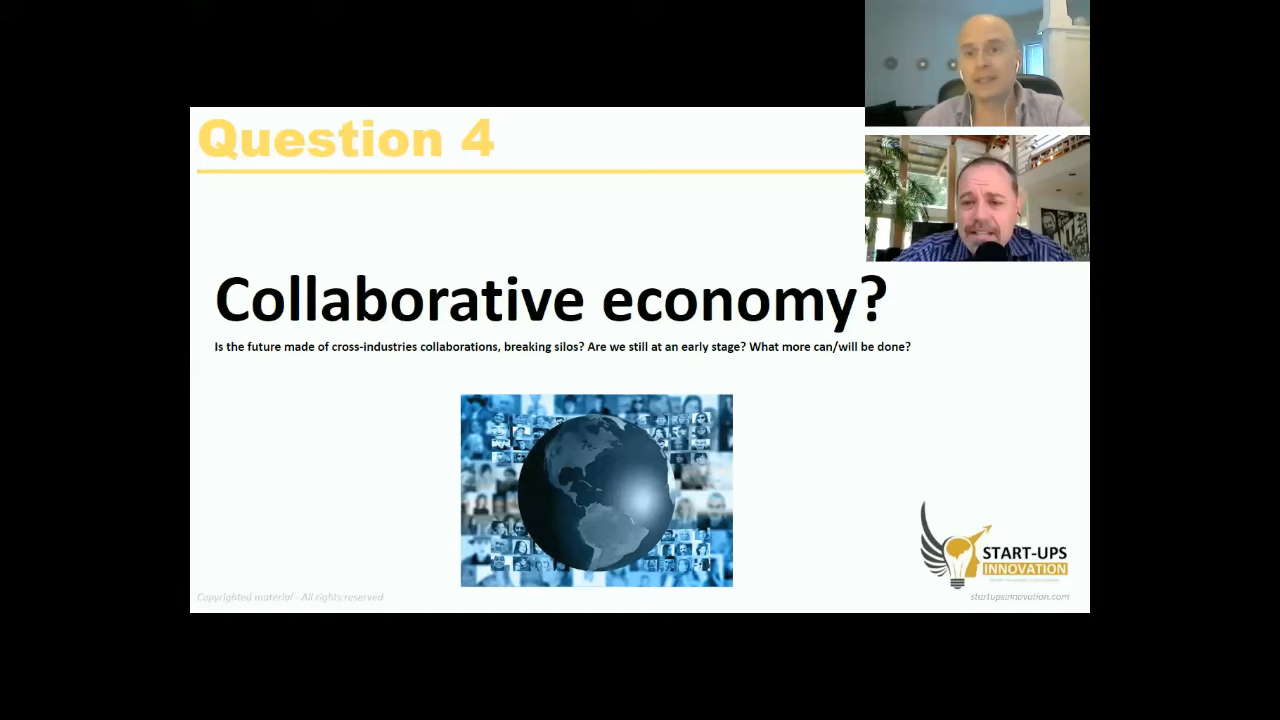 Question 4
Collaborative economy?
Is the future made of cross-industries collaborations, breaking silos? Are we still at an early stage? What more can/will be done?
START-UPS
INNOVATION
Copyrighted material - All rights reserved
startupsinnovation.com